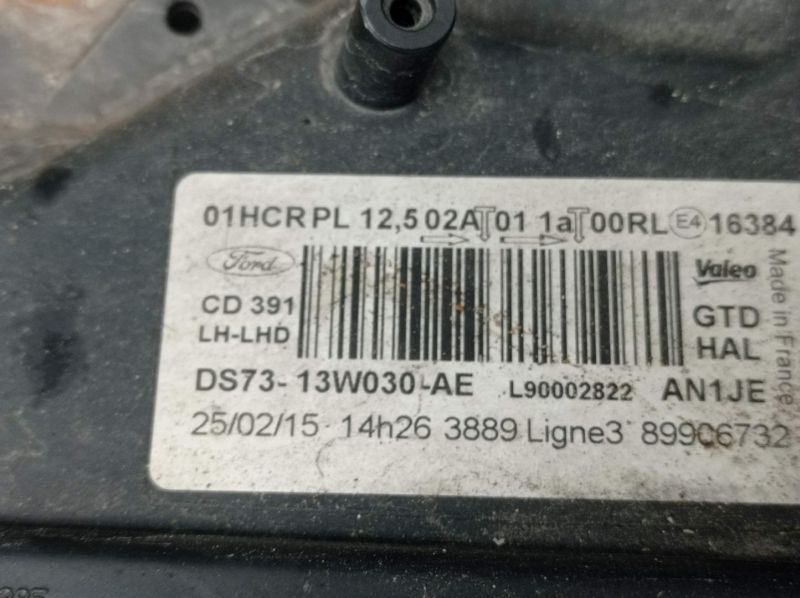 01HCR PL 12,5 02A 01 1a 00RL E4 16384
Ford
Valeo
CD 391
GTD
LH-LHD
HAL
Made in France
DS73-13W030-AE L90002822 AN1JE
25/02/15 14h26 3889 Ligne3 89906732